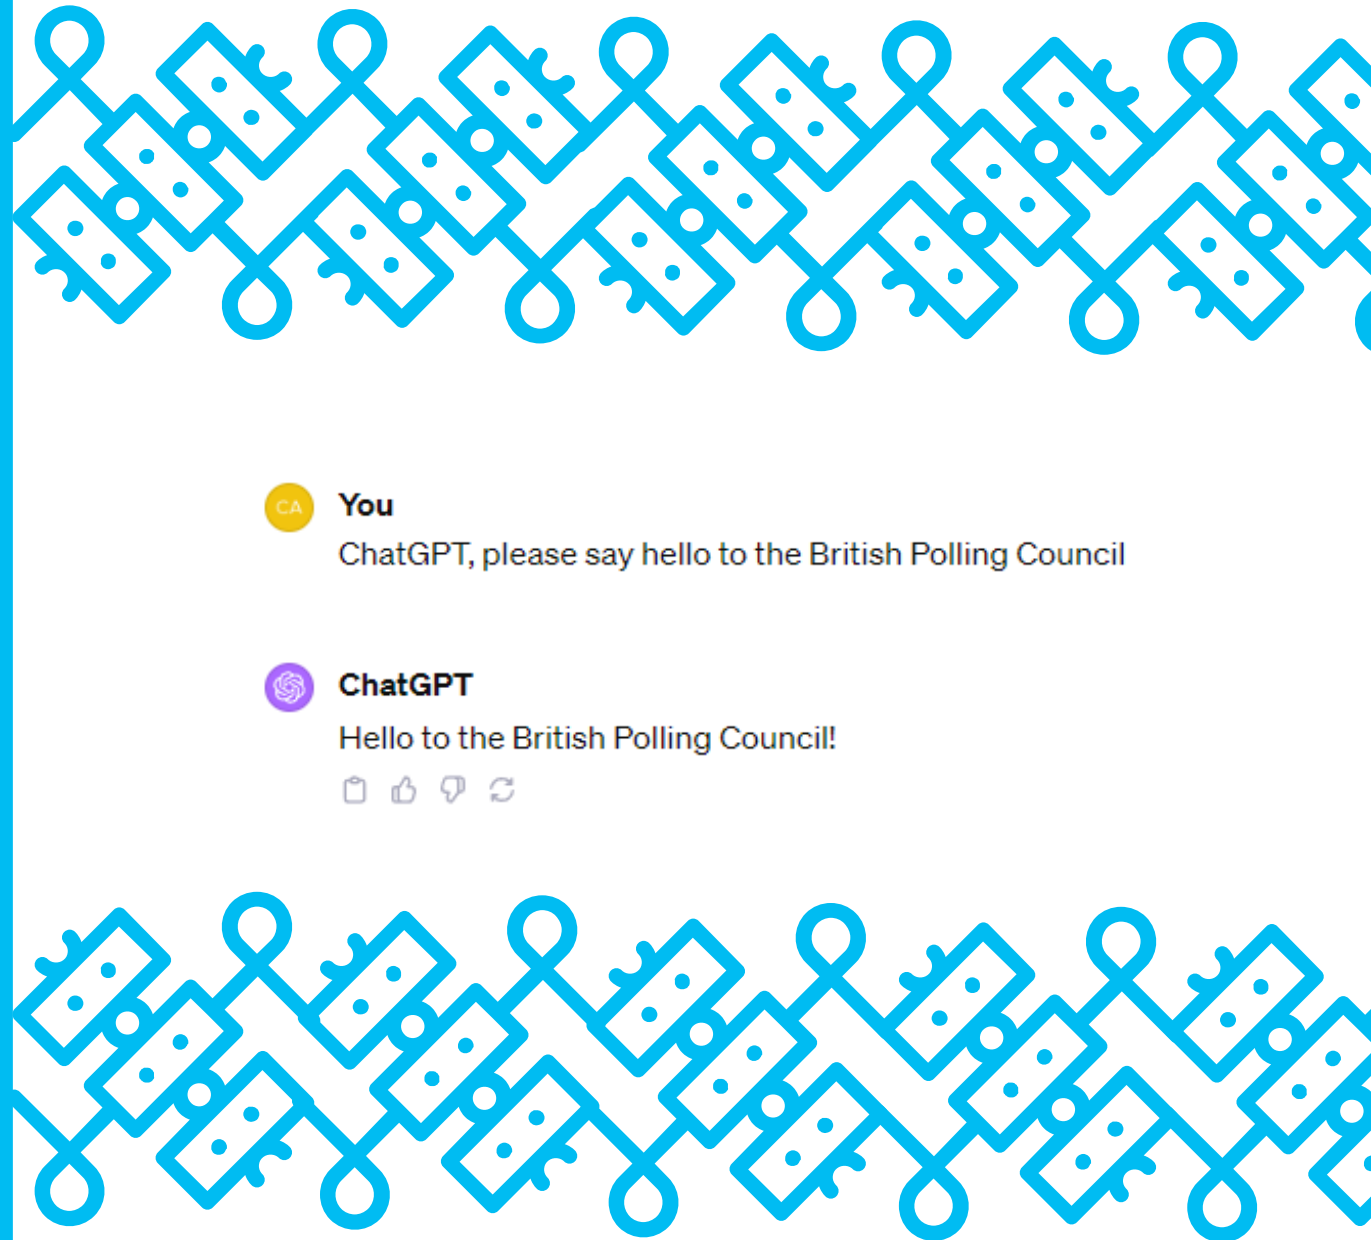 CA
You
ChatGPT, please say hello to the British Polling Council
ChatGPT
Hello to the British Polling Council!